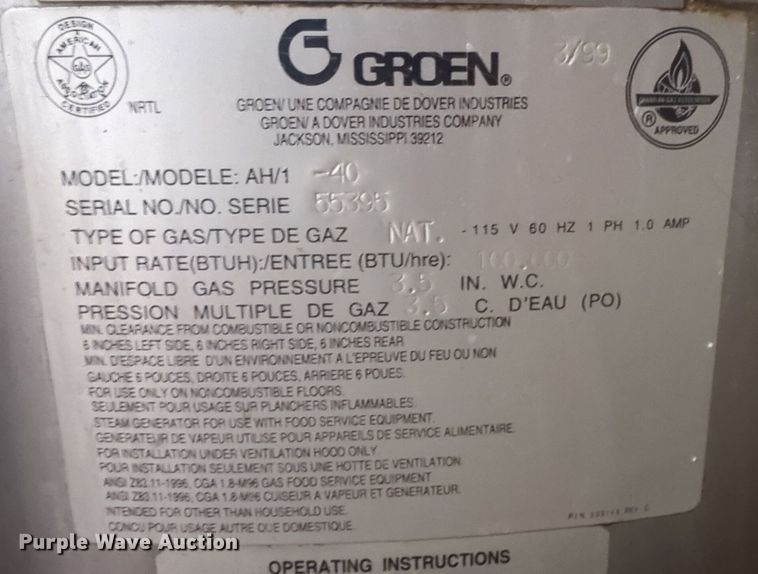 DESIGN
AMERICAN
GAS
ASSOCIATION
CERTIFIED
NRTL
G GROEN®
3/99
GROEN/ UNE COMPAGNIE DE DOVER INDUSTRIES
GROEN/ A DOVER INDUSTRIES COMPANY
JACKSON, MISSISSIPPI 39212
CANADIAN GAS ASSOCIATION
® APPROVED
MODEL:/MODELE: AH/1 -40
SERIAL NO./NO. SERIE 55395
TYPE OF GAS/TYPE DE GAZ NAT. - 115 V 60 HZ 1 PH 1.0 AMP
INPUT RATE(BTUH):/ENTREE (BTU/hre): 100,000
MANIFOLD GAS PRESSURE 3.5 IN. W.C.
PRESSION MULTIPLE DE GAZ 3.5 C. D'EAU (PO)
MIN. CLEARANCE FROM COMBUSTIBLE OR NONCOMBUSTIBLE CONSTRUCTION
6 INCHES LEFT SIDE, 6 INCHES RIGHT SIDE, 6 INCHES REAR
MIN. D'ESPACE LIBRE D'UN ENVIRONNEMENT A L'EPREUVE DU FEU OU NON
GAUCHE 6 POUCES, DROITE 6 POUCES, ARRIERE 6 POUES.
FOR USE ONLY ON NONCOMBUSTIBLE FLOORS.
SEULEMENT POUR USAGE SUR PLANCHERS INFLAMMABLES.
STEAM GENERATOR FOR USE WITH FOOD SERVICE EQUIPMENT.
GENERATEUR DE VAPEUR UTILISE POUR APPAREILS DE SERVICE ALIMENTAIRE.
FOR INSTALLATION UNDER VENTILATION HOOD ONLY.
POUR INSTALLATION SEULEMENT SOUS UNE HOTTE DE VENTILATION.
ANSI Z83.11-1996, CGA 1.8-M96 GAS FOOD SERVICE EQUIPMENT
ANSI Z83.11-1996, CGA 1.8-M96 CUISEUR A VAPEUR ET GENERATEUR.
INTENDED FOR OTHER THAN HOUSEHOLD USE.
CONCU POUR USAGE AUTRE QUE DOMESTIQUE.
P/N REV C
OPERATING INSTRUCTIONS
Purple Wave Auction